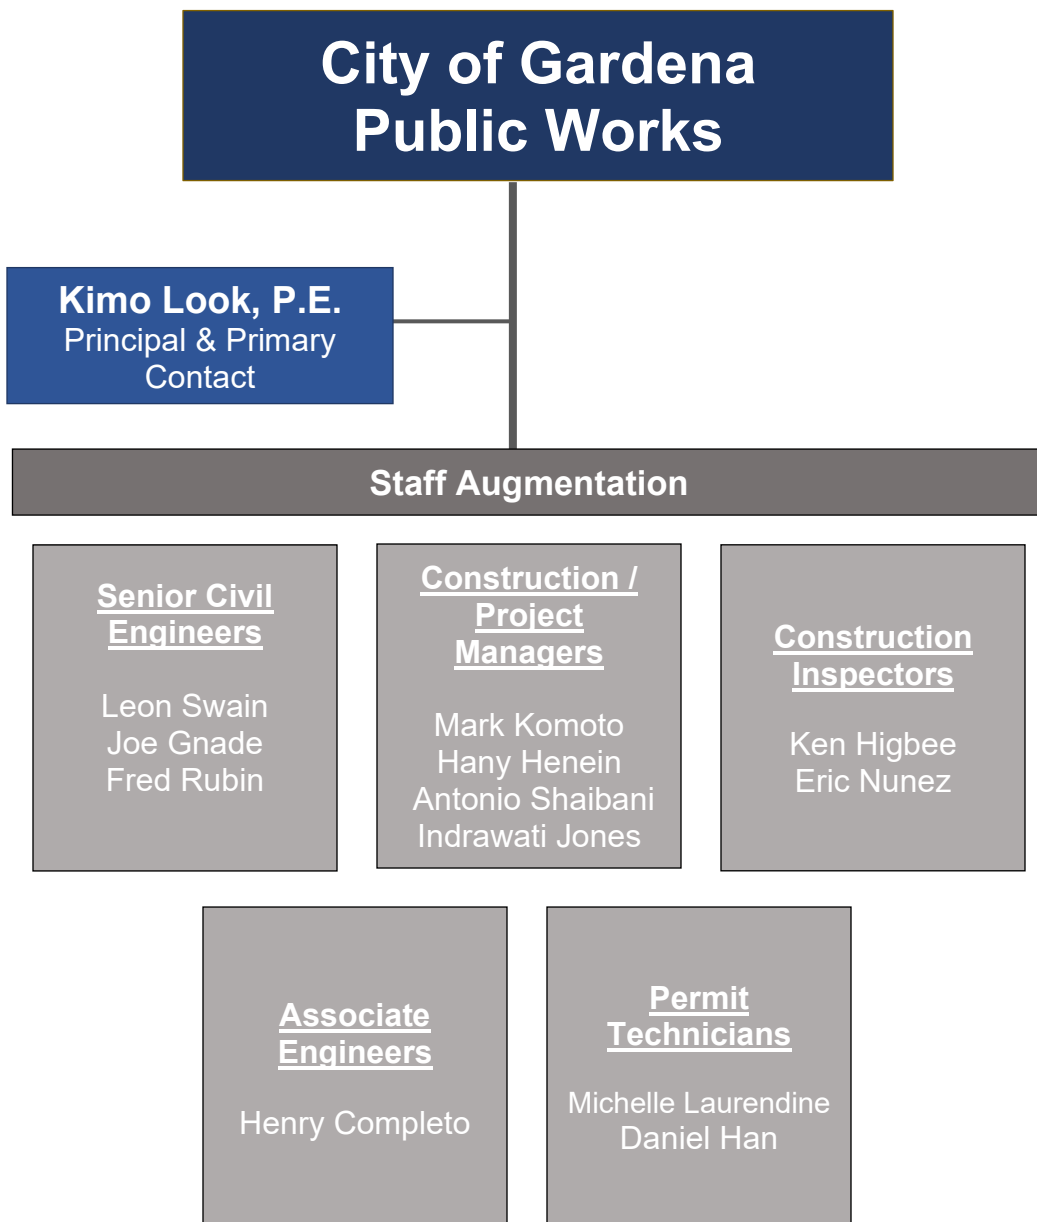 City of Gardena
Public Works
Kimo Look, P.E.
Principal & Primary
Contact
Staff Augmentation
Senior Civil
Engineers
Leon Swain
Joe Gnade
Fred Rubin
Construction /
Project
Managers
Mark Komoto
Hany Henein
Antonio Shaibani
Indrawati Jones
Construction
Inspectors
Ken Higbee
Eric Nunez
Associate
Engineers
Henry Completo
Permit
Technicians
Michelle Laurendine
Daniel Han